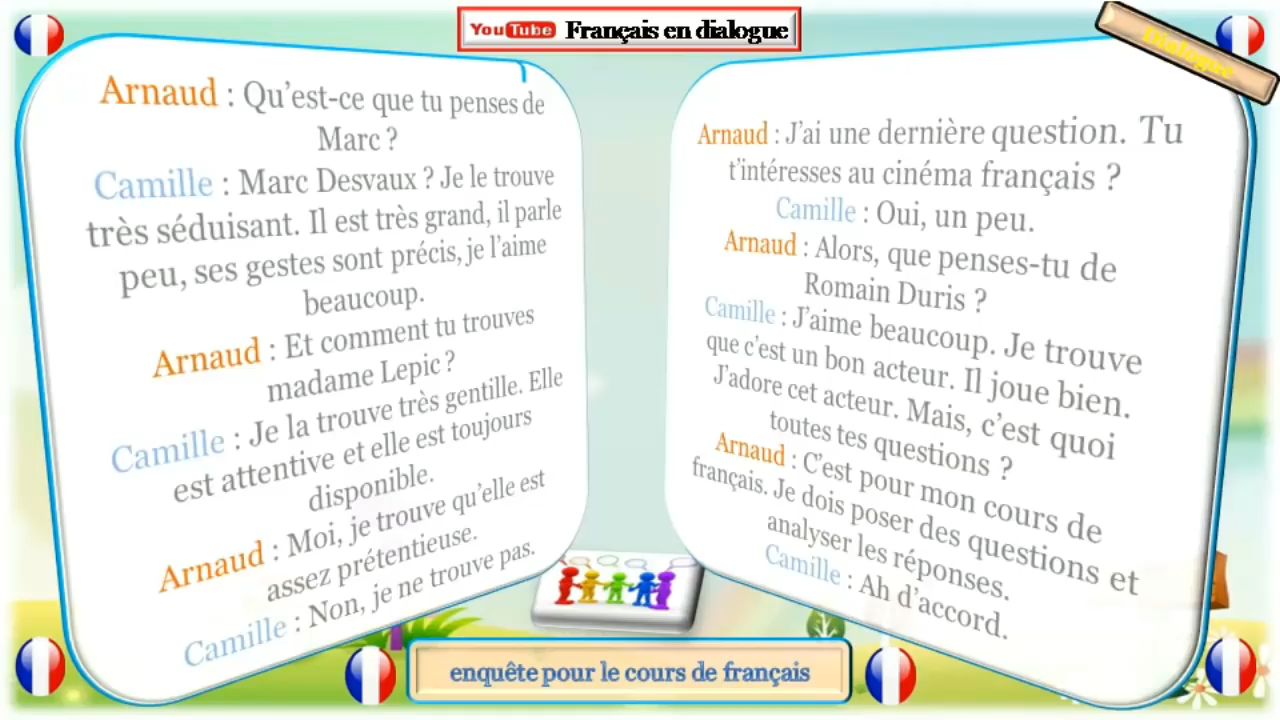 YouTube Français en dialogue
Dialogue
Arnaud : Qu'est-ce que tu penses de
Marc ?
Camille : Marc Desvaux ? Je le trouve
très séduisant. Il est très grand, il parle
peu, ses gestes sont précis, je l'aime
beaucoup.
Arnaud : Et comment tu trouves
madame Lepic ?
Camille : Je la trouve très gentille. Elle
est attentive et elle est toujours
disponible.
Arnaud : Moi, je trouve qu'elle est
assez prétentieuse.
Camille : Non, je ne trouve pas.
Arnaud : J'ai une dernière question. Tu
t'intéresses au cinéma français ?
Camille : Oui, un peu.
Arnaud : Alors, que penses-tu de
Romain Duris ?
Camille : J'aime beaucoup. Je trouve
que c'est un bon acteur. Il joue bien.
J'adore cet acteur. Mais, c'est quoi
toutes tes questions ?
Arnaud : C'est pour mon cours de
français. Je dois poser des questions et
analyser les réponses.
Camille : Ah d'accord.
enquête pour le cours de français